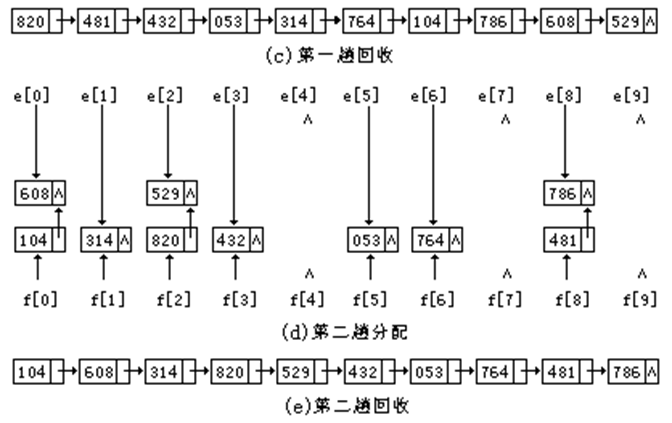 820 481 432 053 314 764 104 786 608 529 ∧
(c)第一趟回收
e[0] e[1] e[2] e[3] e[4] e[5] e[6] e[7] e[8] e[9]
∧ ∧ ∧
608 ∧ 529 ∧ 786 ∧
104 314 ∧ 820 432 ∧ 053 ∧ 764 ∧ 481
∧ ∧ ∧
f[0] f[1] f[2] f[3] f[4] f[5] f[6] f[7] f[8] f[9]
(d)第二趟分配
104 608 314 820 529 432 053 764 481 786 ∧
(e)第二趟回收